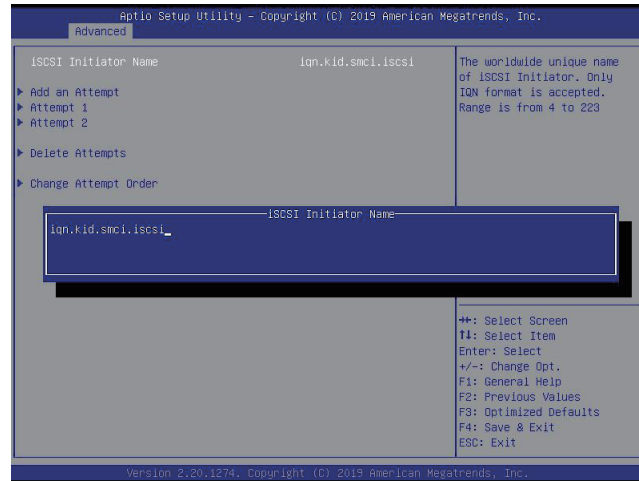 Aptio Setup Utility – Copyright (C) 2019 American Megatrends, Inc.
Advanced
iSCSI Initiator Name iqn.kid.smci.iscsi
Add an Attempt
Attempt 1
Attempt 2
Delete Attempts
Change Attempt Order
The worldwide unique name
of iSCSI Initiator. Only
IQN format is accepted.
Range is from 4 to 223
iSCSI Initiator Name
iqn.kid.smci.iscsi_
→←: Select Screen
↑↓: Select Item
Enter: Select
+/-: Change Opt.
F1: General Help
F2: Previous Values
F3: Optimized Defaults
F4: Save & Exit
ESC: Exit
Version 2.20.1274. Copyright (C) 2019 American Megatrends, Inc.